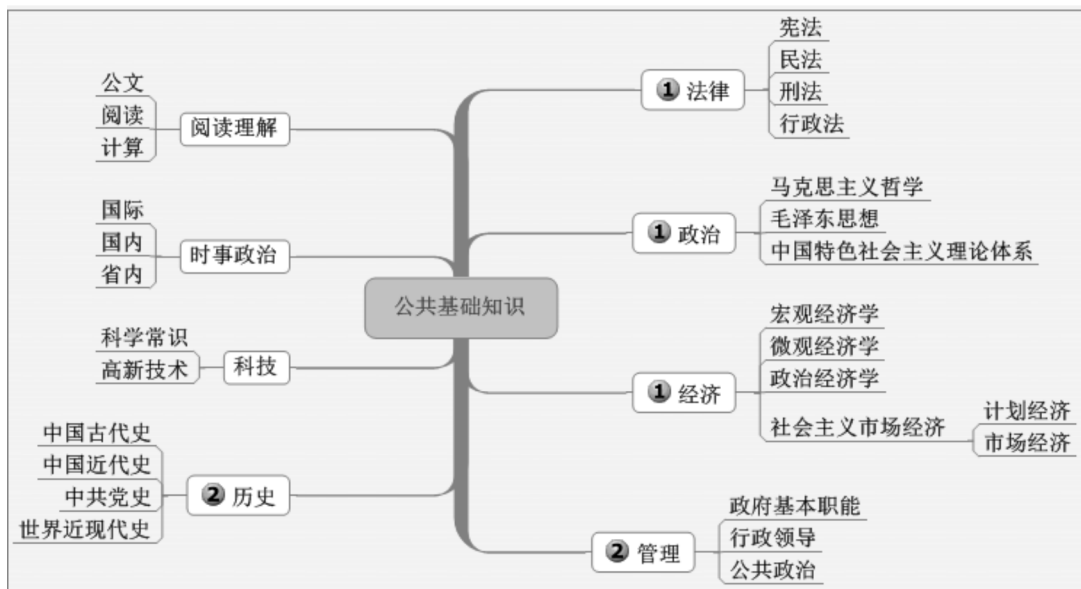 公共基础知识
① 法律
宪法
民法
刑法
行政法
① 政治
马克思主义哲学
毛泽东思想
中国特色社会主义理论体系
① 经济
宏观经济学
微观经济学
政治经济学
社会主义市场经济
计划经济
市场经济
② 管理
政府基本职能
行政领导
公共政治
阅读理解
公文
阅读
计算
时事政治
国际
国内
省内
科技
科学常识
高新技术
② 历史
中国古代史
中国近代史
中共党史
世界近现代史